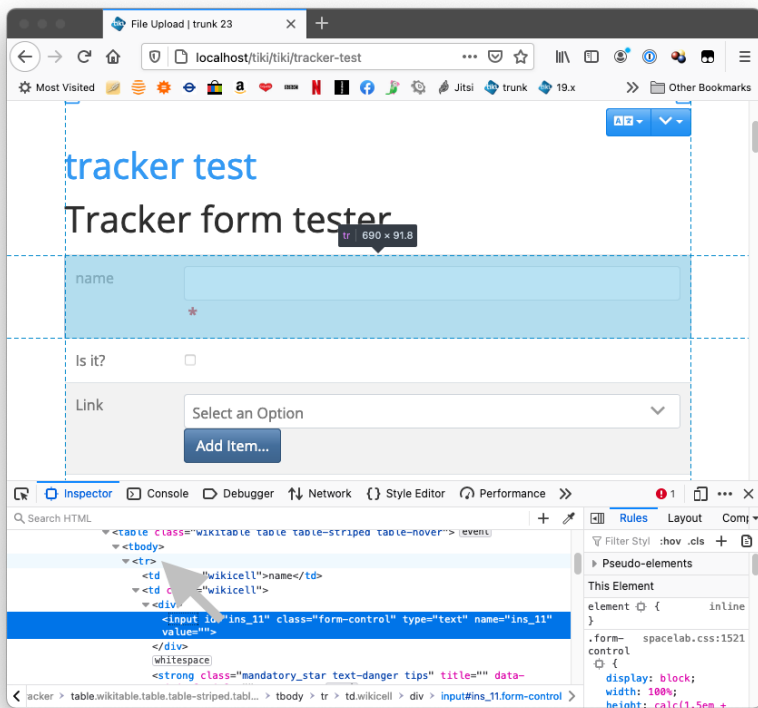 File Upload | trunk 23
localhost/tiki/tiki/tracker-test
Most Visited
Jitsi
trunk
19.x
Other Bookmarks
tracker test
Tracker form tester
tr 690 × 91.8
name
*
Is it?
Link
Select an Option
Add Item...
Inspector Console Debugger Network {} Style Editor Performance 1
Search HTML
Rules Layout Comp
<table class="wikitable table table-striped table-hover"> event
Filter Styl :hov .cls
<tbody>
Pseudo-elements
<tr>
This Element
<td "wikicell">name</td>
element { inline
<td c "wikicell">
}
<div
.form-control spacelab.css:1521
<input id="ins_11" class="form-control" type="text" name="ins_11"
{
value="">
display: block;
</div>
width: 100%;
whitespace
height: calc(1.5em +
<strong class="mandatory_star text-danger tips" title="" data-
acker > table.wikitable.table.table-striped.tabl... > tbody > tr > td.wikicell > div > input#ins_11.form-control